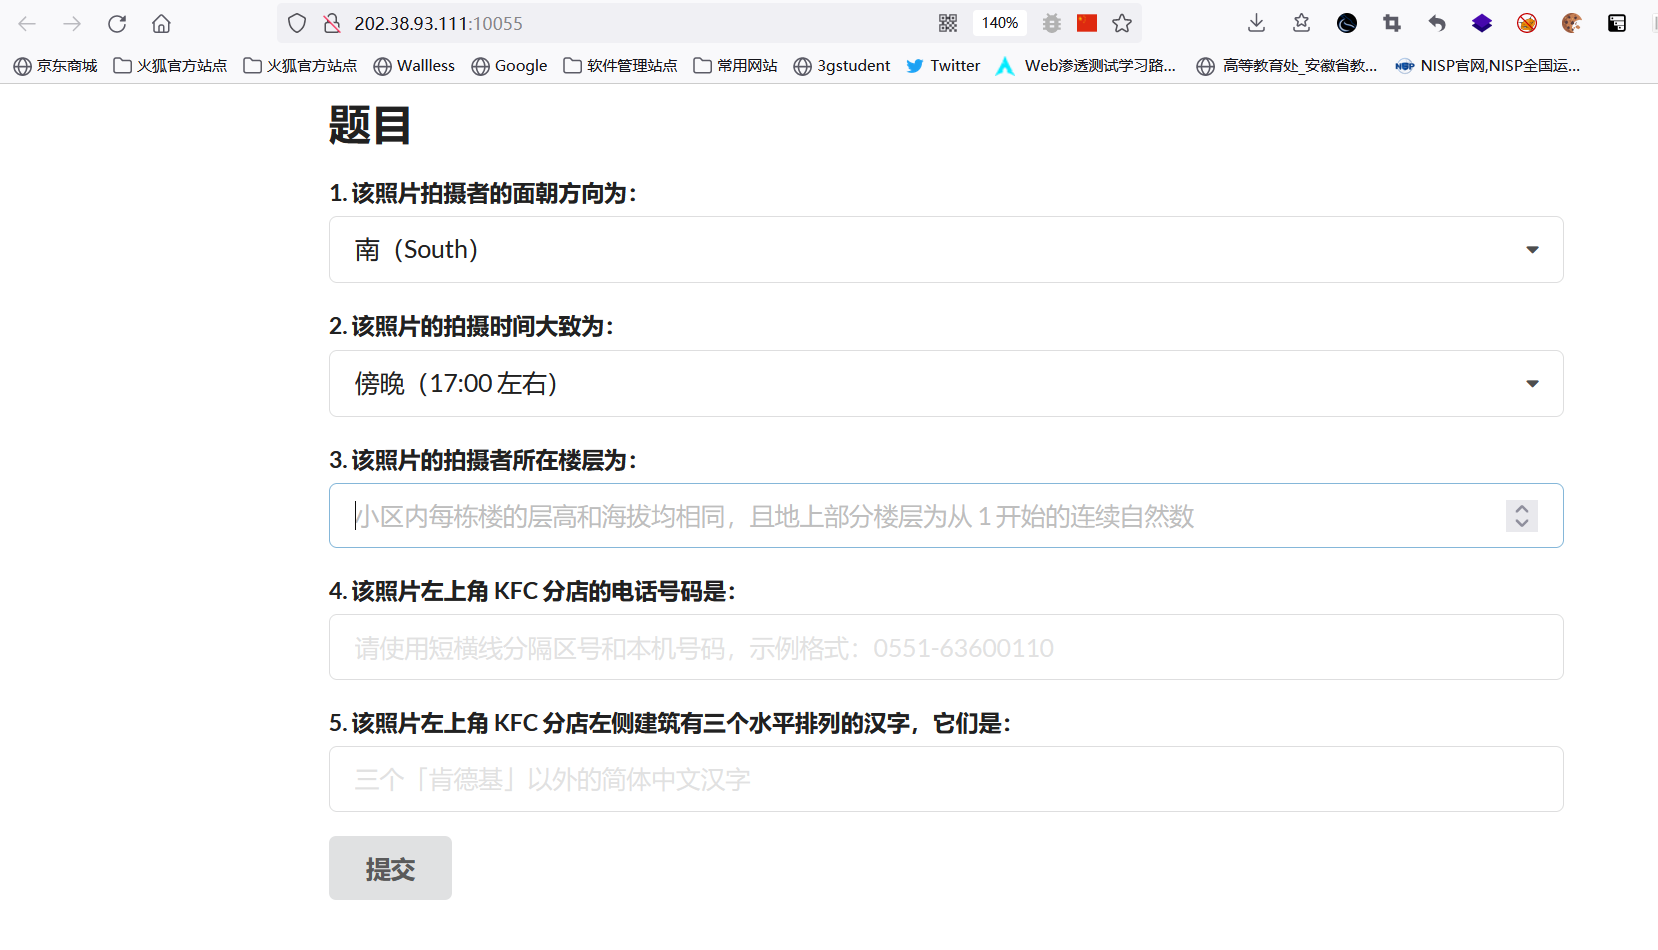 202.38.93.111:10055
140%
京东商城
火狐官方站点
火狐官方站点
Wallless
Google
软件管理站点
常用网站
3gstudent
Twitter
Web渗透测试学习路...
高等教育处_安徽省教...
NISP官网,NISP全国运...
题目
1. 该照片拍摄者的面朝方向为：
南（South）
2. 该照片的拍摄时间大致为：
傍晚（17:00 左右）
3. 该照片的拍摄者所在楼层为：
小区内每栋楼的层高和海拔均相同，且地上部分楼层为从 1 开始的连续自然数
4. 该照片左上角 KFC 分店的电话号码是：
请使用短横线分隔区号和本机号码，示例格式：0551-63600110
5. 该照片左上角 KFC 分店左侧建筑有三个水平排列的汉字，它们是：
三个「肯德基」以外的简体中文汉字
提交